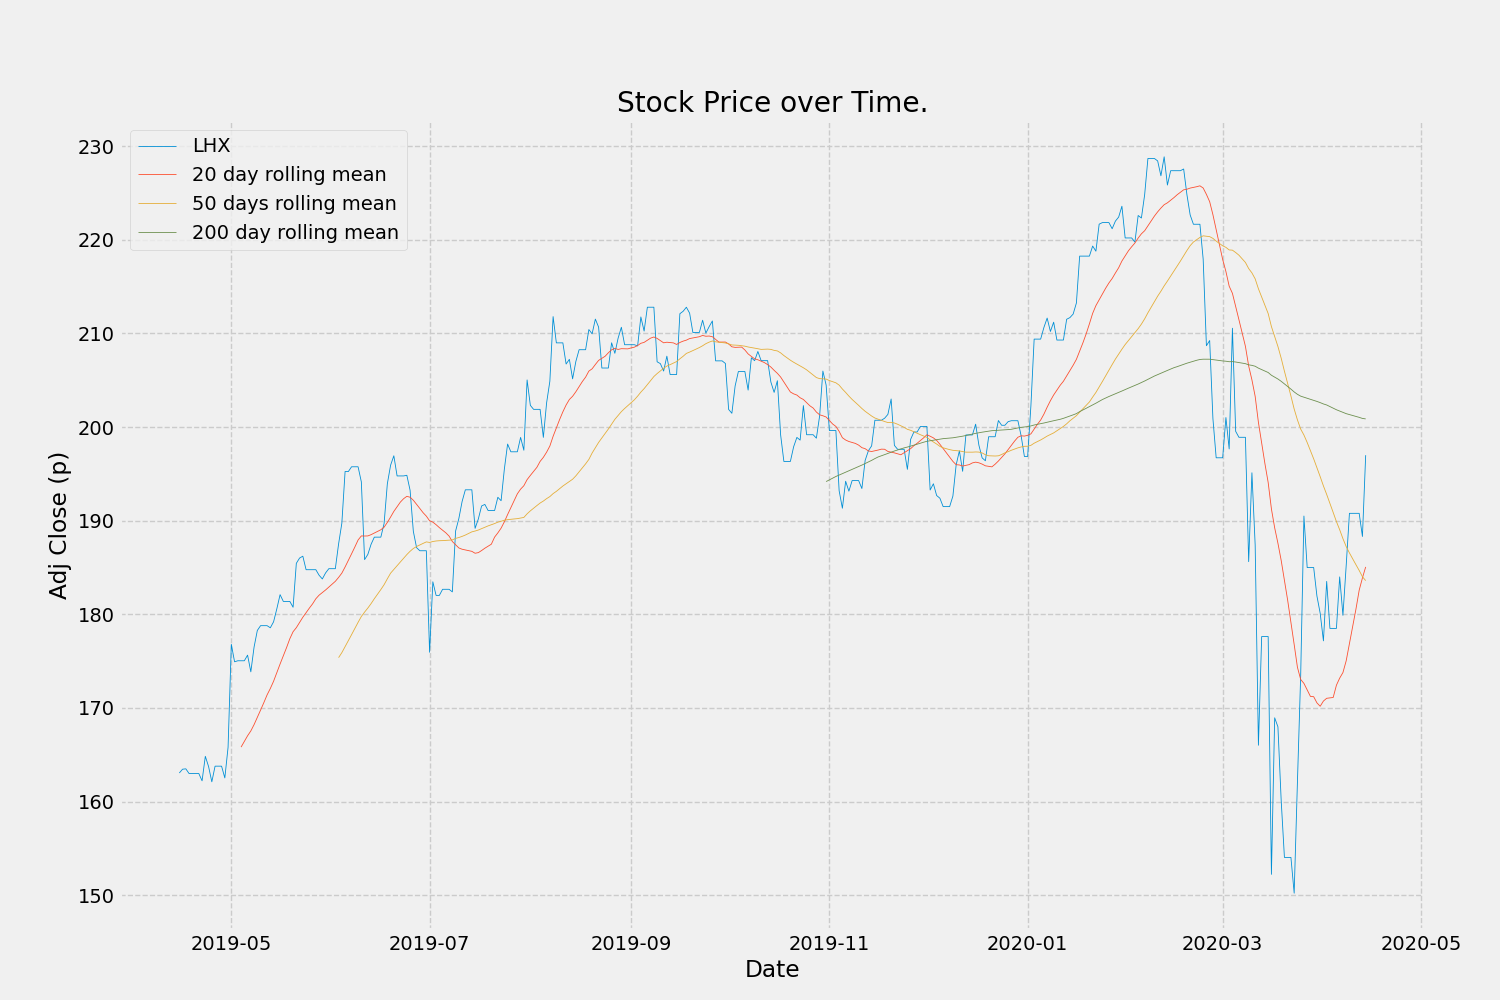 Stock Price over Time.
LHX
20 day rolling mean
50 days rolling mean
200 day rolling mean
230
220
210
200
190
180
170
160
150
Adj Close (p)
2019-05 2019-07 2019-09 2019-11 2020-01 2020-03 2020-05
Date